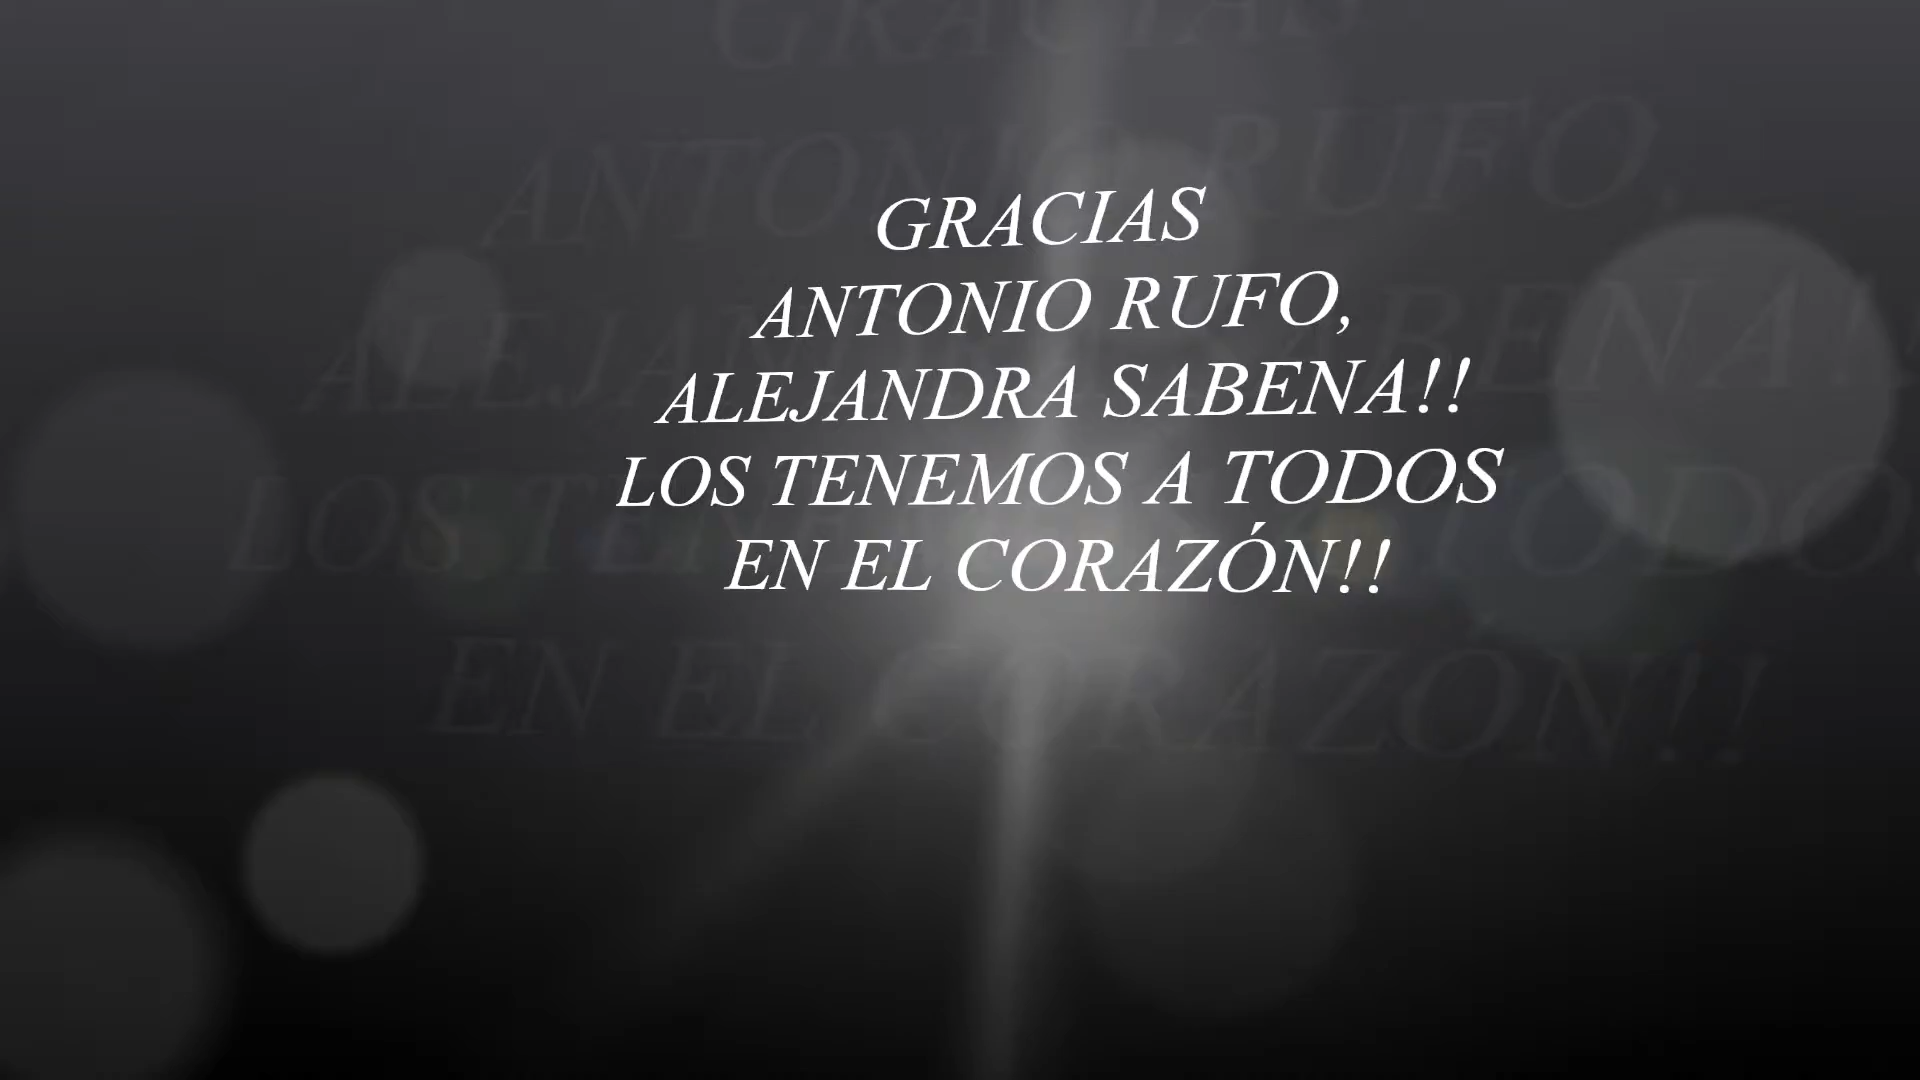 GRACIAS
ANTONIO RUFO,
ALEJANDRA SABENA!!
LOS TENEMOS A TODOS
EN EL CORAZÓN!!